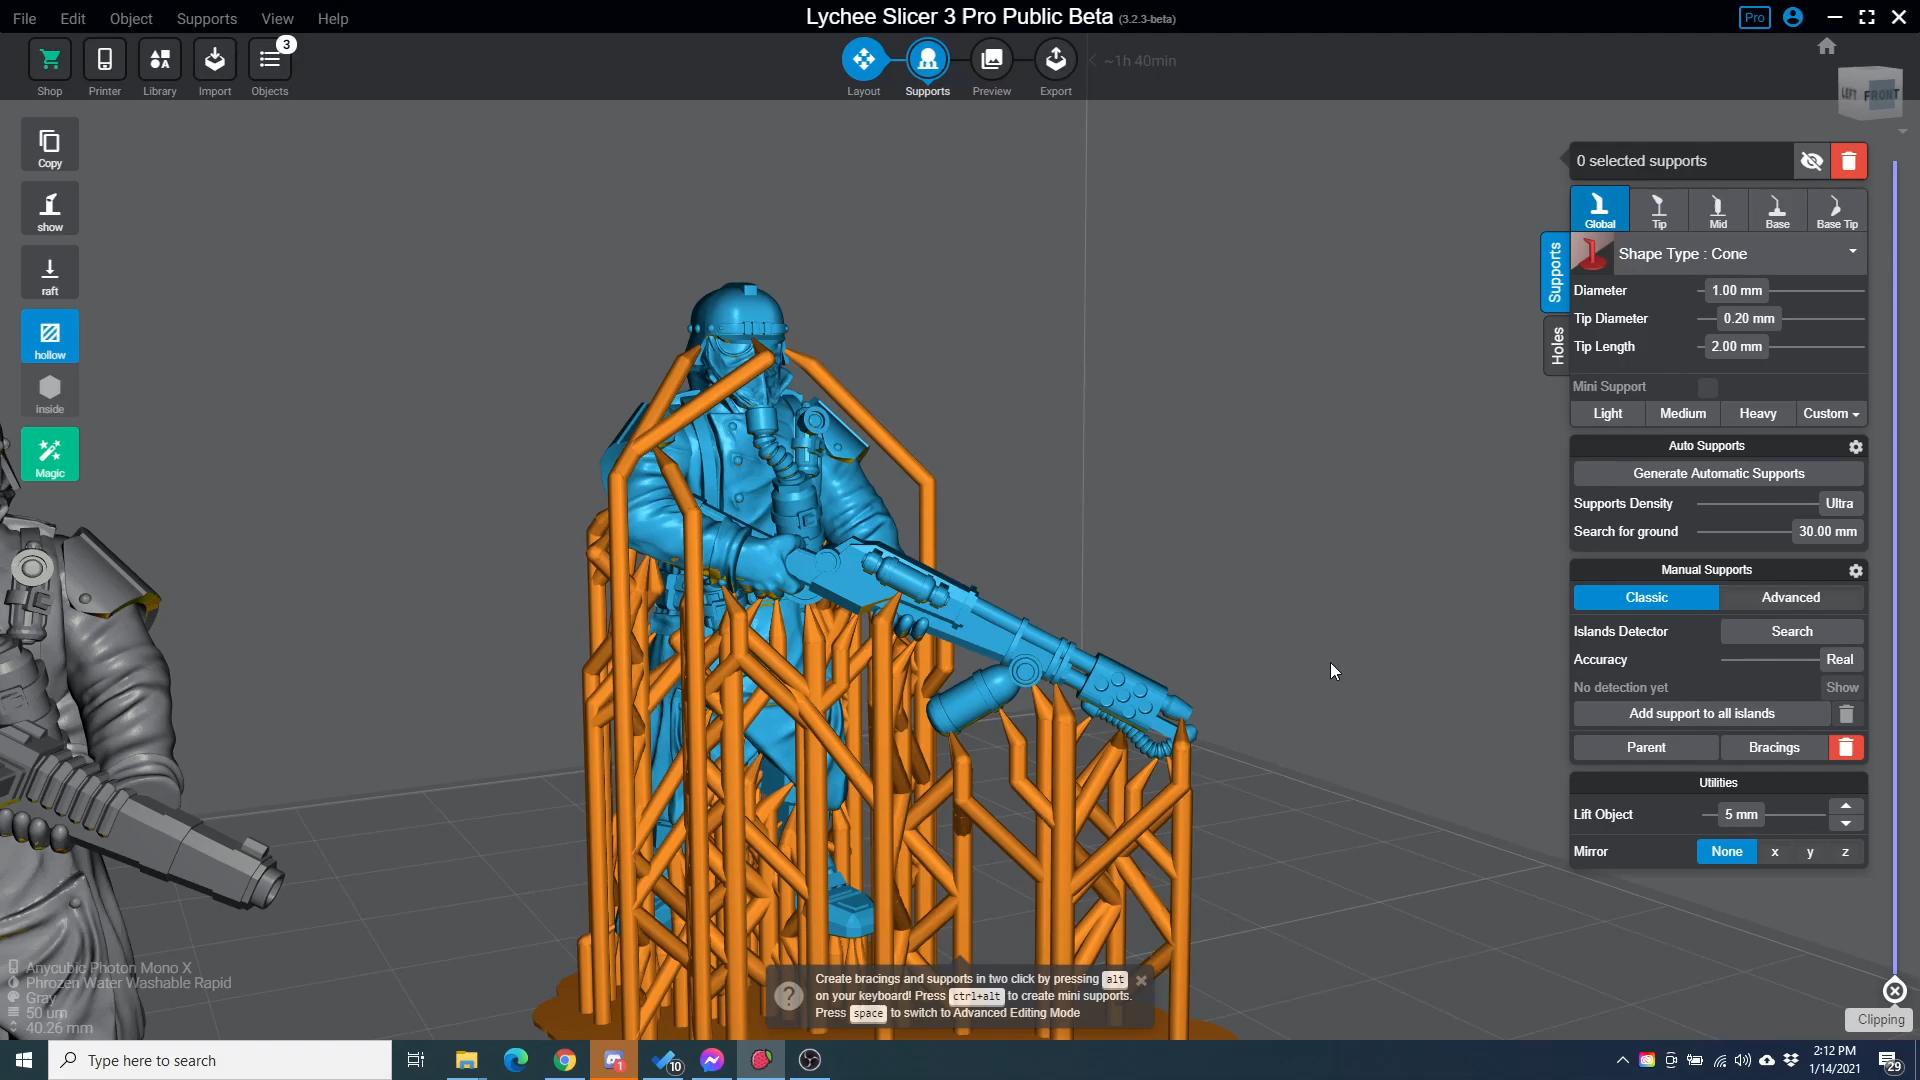 File Edit Object Supports View Help
Lychee Slicer 3 Pro Public Beta (3.2.3-beta)
Pro
Shop Printer Library Import Objects 3
Layout Supports Preview Export
~1h 40min
LEFT FRONT
Copy
show
raft
hollow
inside
Magic
0 selected supports
Global Tip Mid Base Base Tip
Supports
Holes
Shape Type : Cone
Diameter 1.00 mm
Tip Diameter 0.20 mm
Tip Length 2.00 mm
Mini Support
Light Medium Heavy Custom
Auto Supports
Generate Automatic Supports
Supports Density Ultra
Search for ground 30.00 mm
Manual Supports
Classic Advanced
Islands Detector Search
Accuracy Real
No detection yet Show
Add support to all islands
Parent Bracings
Utilities
Lift Object 5 mm
Mirror None x y z
Anycubic Photon Mono X
Phrozen Water Washable Rapid
Gray
50 um
40.26 mm
Create bracings and supports in two click by pressing alt
on your keyboard! Press ctrl+alt to create mini supports.
Press space to switch to Advanced Editing Mode
Clipping
Type here to search
1
10
2:12 PM
1/14/2021
29